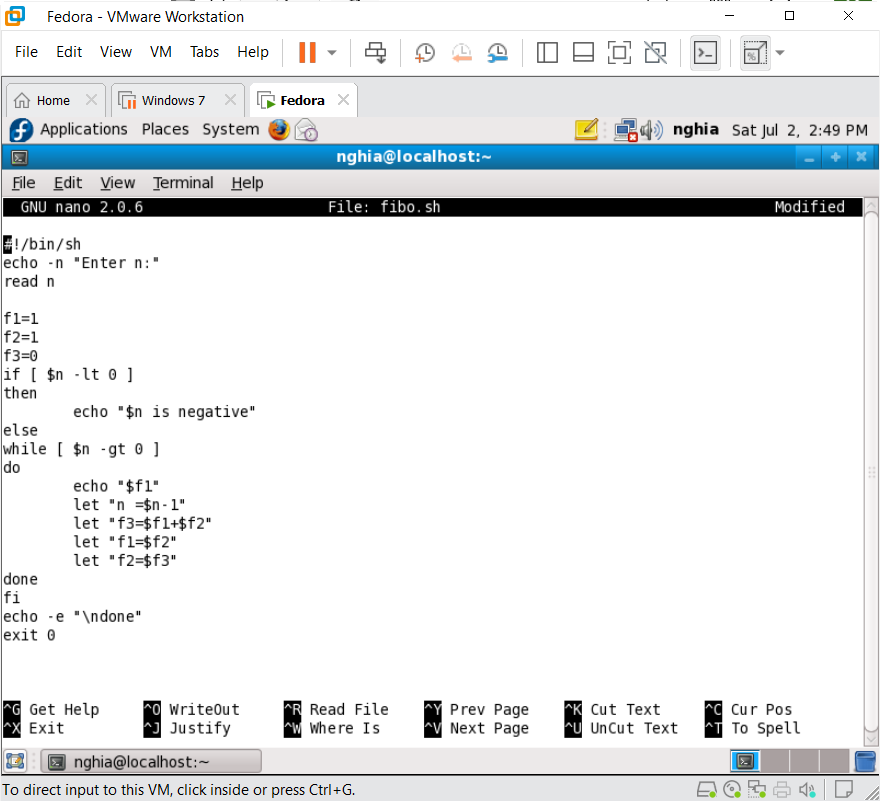 Fedora - VMware Workstation
File Edit View VM Tabs Help
Home Windows 7 Fedora
Applications Places System nghia Sat Jul 2, 2:49 PM
nghia@localhost:~
File Edit View Terminal Help
GNU nano 2.0.6 File: fibo.sh Modified
#!/bin/sh
echo -n "Enter n:"
read n
f1=1
f2=1
f3=0
if [ $n -lt 0 ]
then
echo "$n is negative"
else
while [ $n -gt 0 ]
do
echo "$f1"
let "n =$n-1"
let "f3=$f1+$f2"
let "f1=$f2"
let "f2=$f3"
done
fi
echo -e "\ndone"
exit 0
^G Get Help ^O WriteOut ^R Read File ^Y Prev Page ^K Cut Text ^C Cur Pos
^X Exit ^J Justify ^W Where Is ^V Next Page ^U UnCut Text ^T To Spell
nghia@localhost:~
To direct input to this VM, click inside or press Ctrl+G.